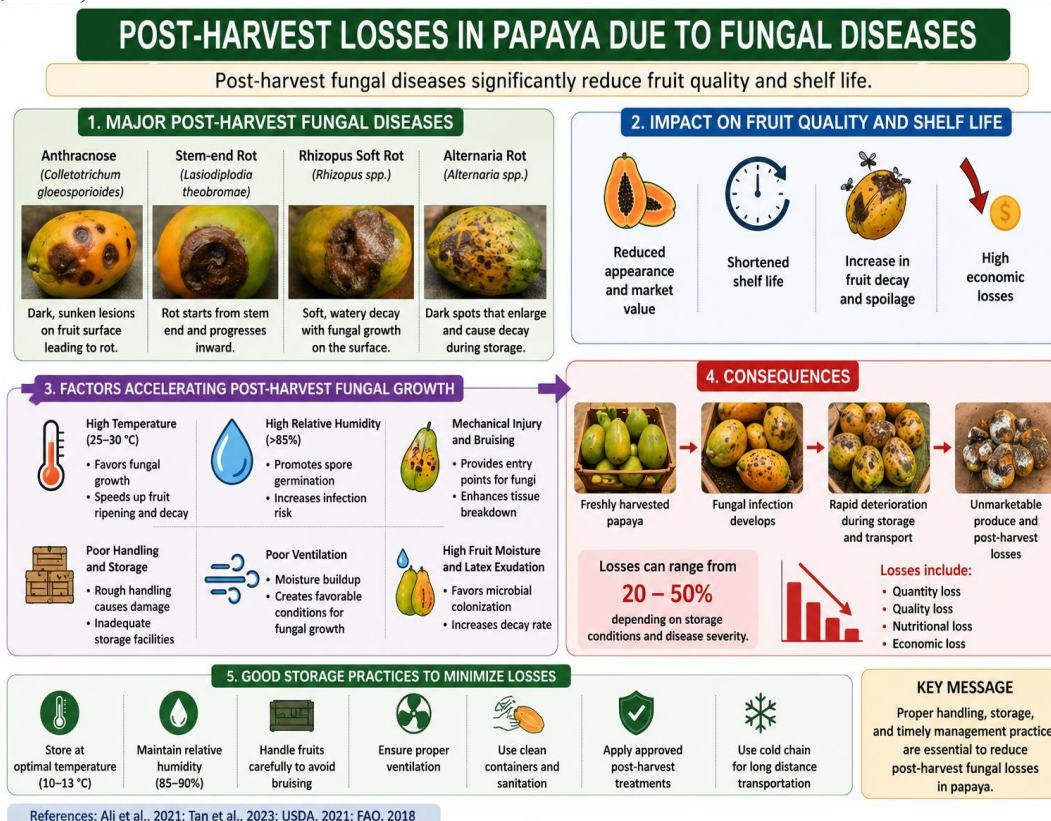 POST-HARVEST LOSSES IN PAPAYA DUE TO FUNGAL DISEASES
Post-harvest fungal diseases significantly reduce fruit quality and shelf life.
1. MAJOR POST-HARVEST FUNGAL DISEASES
Anthracnose
(Colletotrichum
gloeosporioides)
Dark, sunken lesions
on fruit surface
leading to rot.
Stem-end Rot
(Lasiodiplodia
theobromae)
Rot starts from stem
end and progresses
inward.
Rhizopus Soft Rot
(Rhizopus spp.)
Soft, watery decay
with fungal growth
on the surface.
Alternaria Rot
(Alternaria spp.)
Dark spots that enlarge
and cause decay
during storage.
2. IMPACT ON FRUIT QUALITY AND SHELF LIFE
Reduced
appearance
and market
value
Shortened
shelf life
Increase in
fruit decay
and spoilage
$
High
economic
losses
3. FACTORS ACCELERATING POST-HARVEST FUNGAL GROWTH
High Temperature
(25–30 °C)
• Favors fungal
growth
• Speeds up fruit
ripening and decay
High Relative Humidity
(>85%)
• Promotes spore
germination
• Increases infection
risk
Mechanical Injury
and Bruising
• Provides entry
points for fungi
• Enhances tissue
breakdown
Poor Handling
and Storage
• Rough handling
causes damage
• Inadequate
storage facilities
Poor Ventilation
• Moisture buildup
• Creates favorable
conditions for
fungal growth
High Fruit Moisture
and Latex Exudation
• Favors microbial
colonization
• Increases decay rate
4. CONSEQUENCES
Freshly harvested
papaya
Fungal infection
develops
Rapid deterioration
during storage
and transport
Unmarketable
produce and
post-harvest
losses
Losses can range from
20 – 50%
depending on storage
conditions and disease severity.
Losses include:
• Quantity loss
• Quality loss
• Nutritional loss
• Economic loss
5. GOOD STORAGE PRACTICES TO MINIMIZE LOSSES
Store at
optimal temperature
(10–13 °C)
Maintain relative
humidity
(85–90%)
Handle fruits
carefully to avoid
bruising
Ensure proper
ventilation
Use clean
containers and
sanitation
Apply approved
post-harvest
treatments
Use cold chain
for long distance
transportation
KEY MESSAGE
Proper handling, storage,
and timely management practice
are essential to reduce
post-harvest fungal losses
in papaya.
References: Ali et al., 2021; Tan et al., 2023; USDA, 2021; FAO, 2018